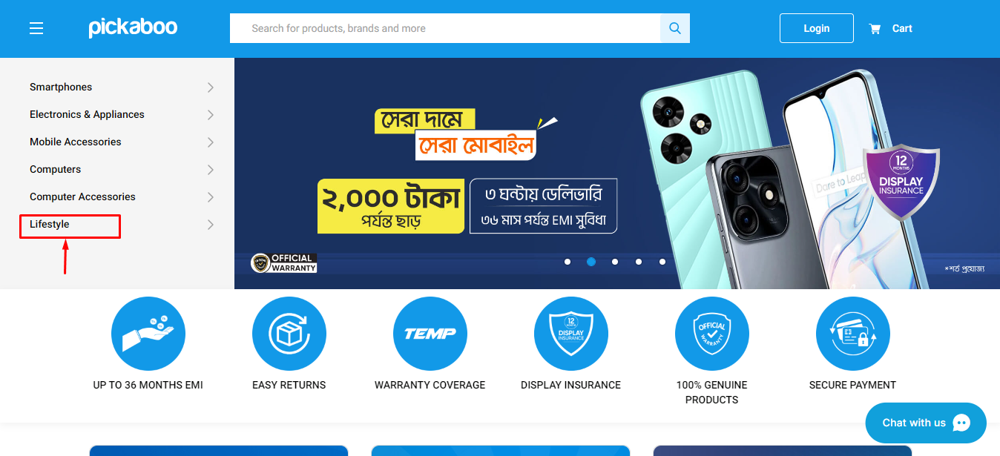 pickaboo
Search for products, brands and more
Login
Cart
Smartphones
Electronics & Appliances
Mobile Accessories
Computers
Computer Accessories
Lifestyle
সেরা দামে
সেরা মোবাইল
২,০০০ টাকা
পর্যন্ত ছাড়
৩ ঘন্টায় ডেলিভারি
৩৬ মাস পর্যন্ত EMI সুবিধা
Dare to Leap
12
MONTHS
DISPLAY
INSURANCE
OFFICIAL
WARRANTY
*শর্ত প্রযোজ্য
TEMP
12
MONTHS
DISPLAY
INSURANCE
OFFICIAL
WARRANTY
UP TO 36 MONTHS EMI
EASY RETURNS
WARRANTY COVERAGE
DISPLAY INSURANCE
100% GENUINE
PRODUCTS
SECURE PAYMENT
Chat with us